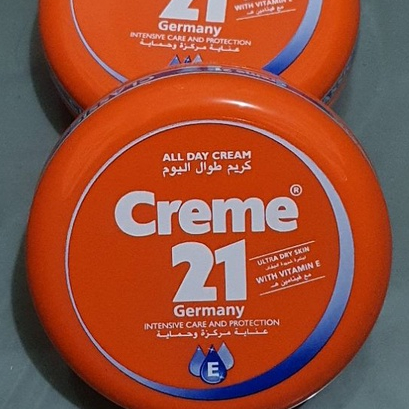 21
WITH VITAMIN E
Germany
INTENSIVE CARE AND PROTECTION
عناية مركزة وحماية
ALL DAY CREAM
كريم طوال اليوم
Creme®
21
ULTRA DRY SKIN
WITH VITAMIN E
مع فيتامين هـ
Germany
INTENSIVE CARE AND PROTECTION
عناية مركزة وحماية
E